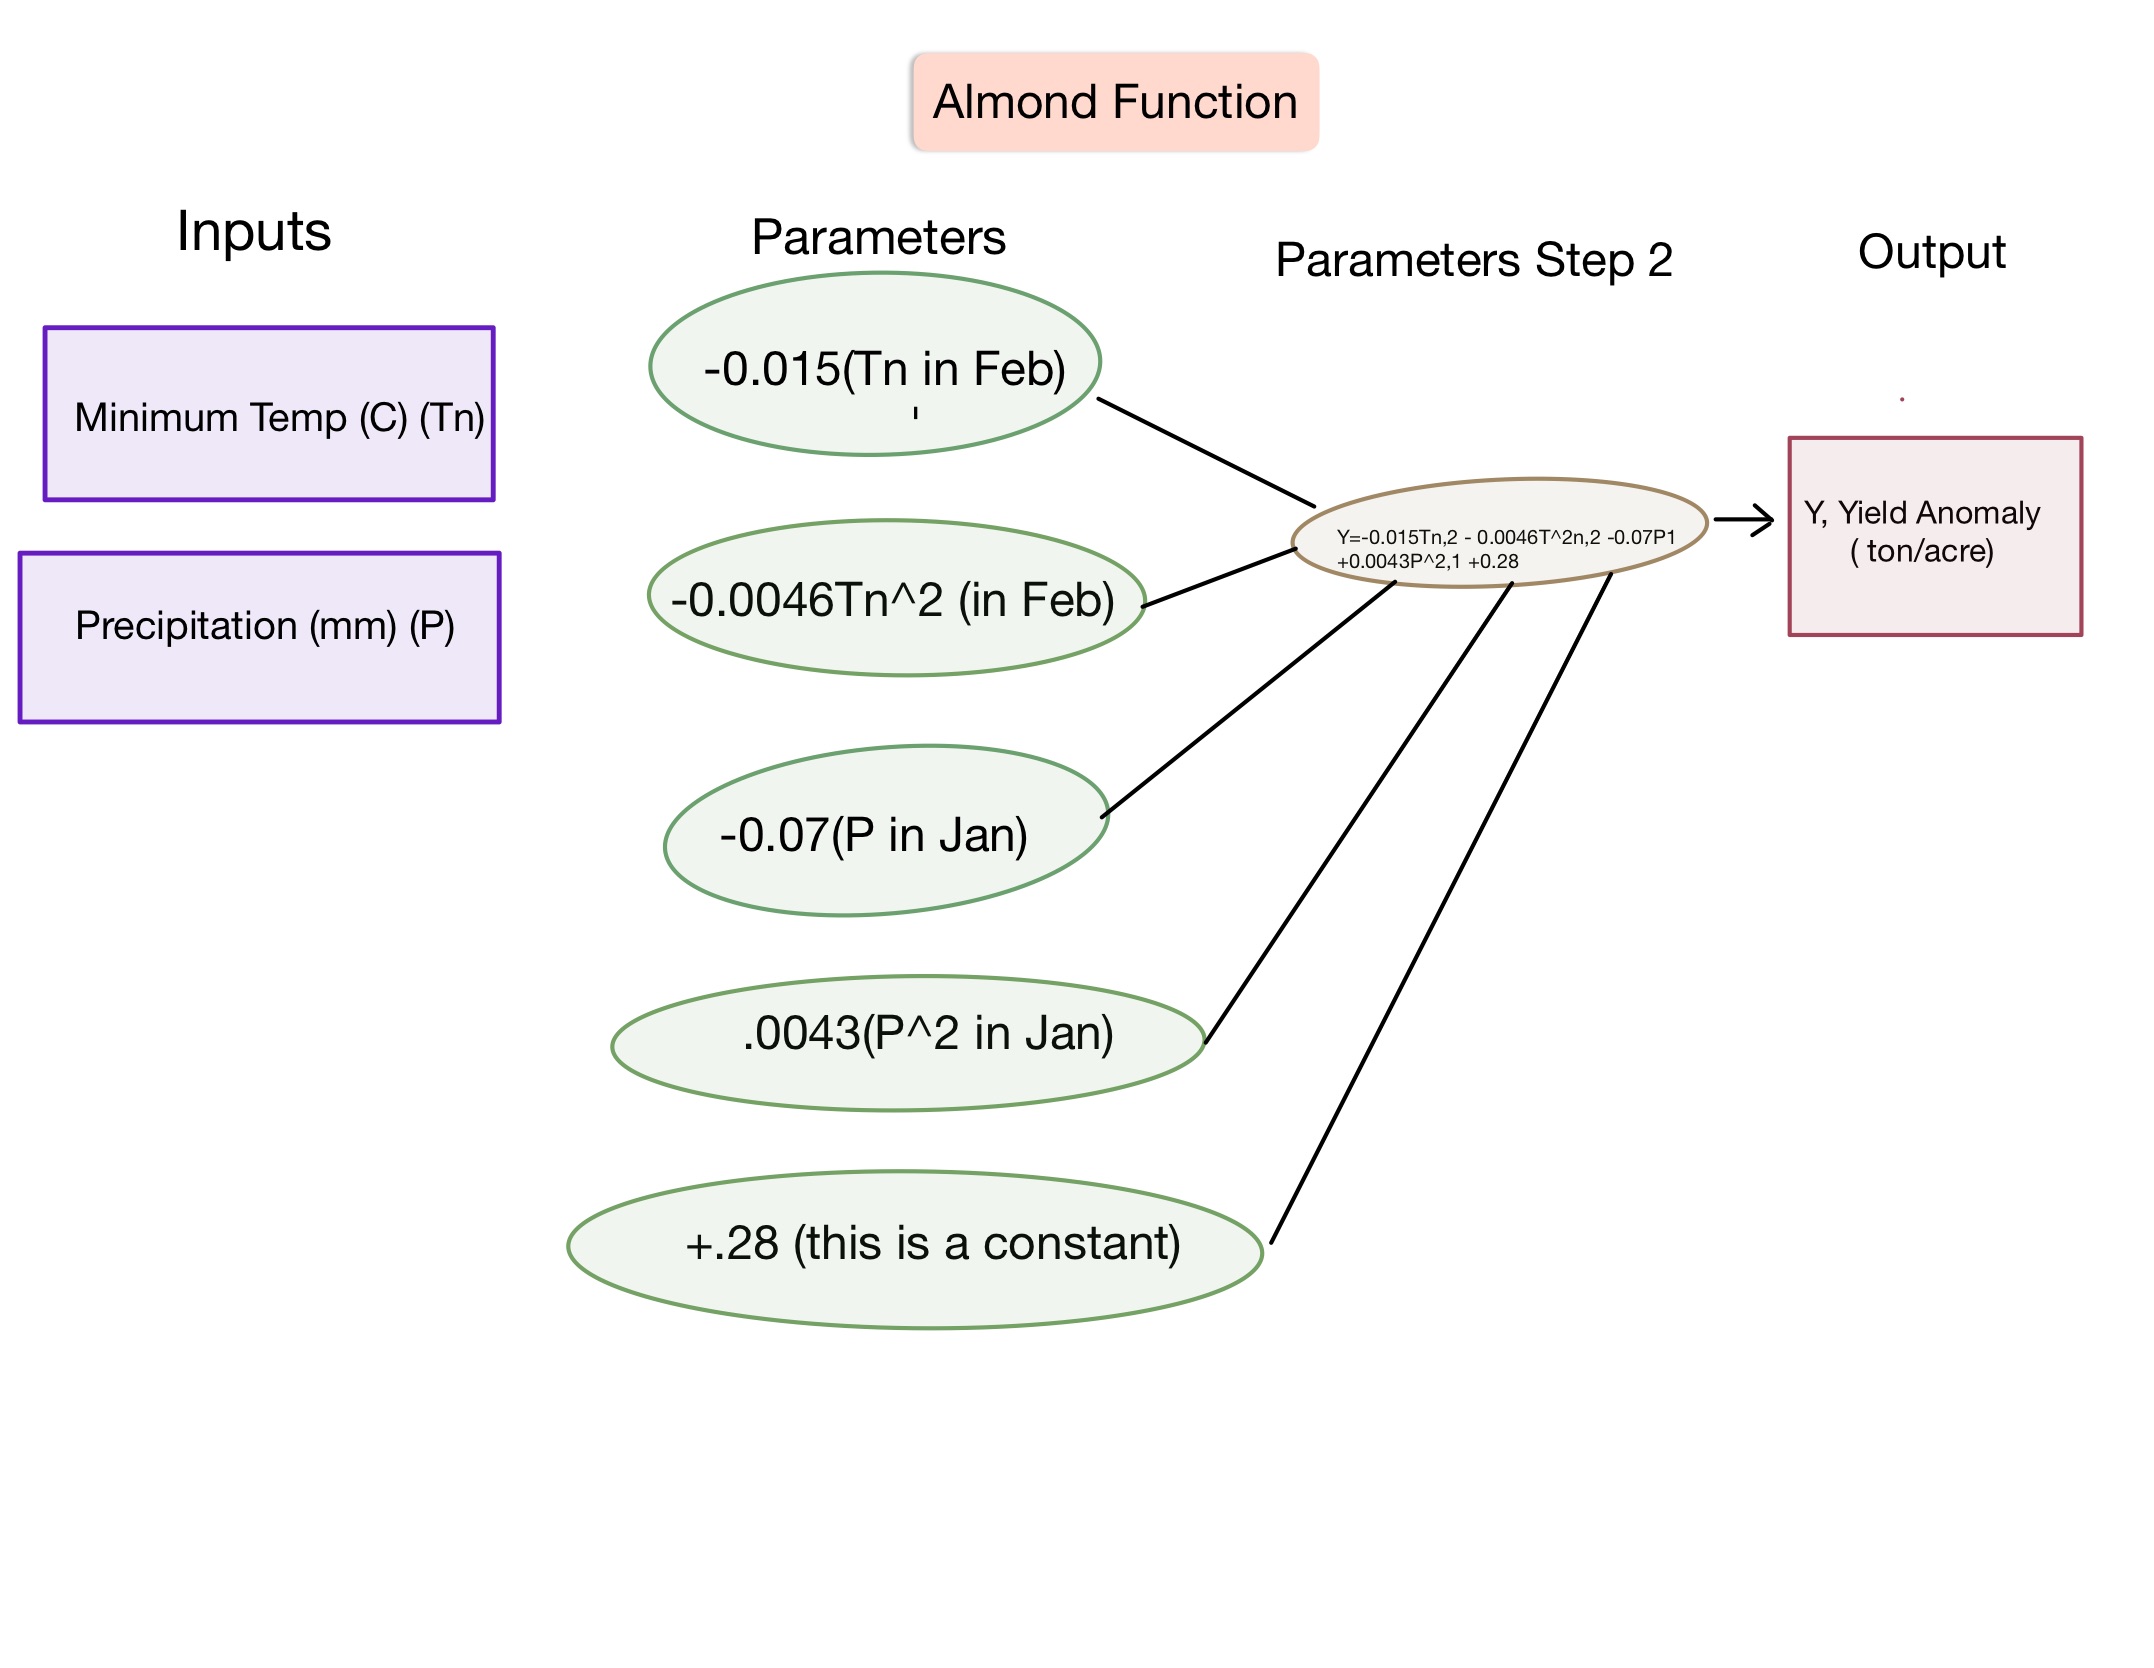 Almond Function
Inputs
Parameters
Parameters Step 2
Output
Minimum Temp (C) (Tn)
Precipitation (mm) (P)
-0.015(Tn in Feb)
'
-0.0046Tn^2 (in Feb)
-0.07(P in Jan)
.0043(P^2 in Jan)
+.28 (this is a constant)
Y=-0.015Tn,2 - 0.0046T^2n,2 -0.07P1
+0.0043P^2,1 +0.28
Y, Yield Anomaly
( ton/acre)